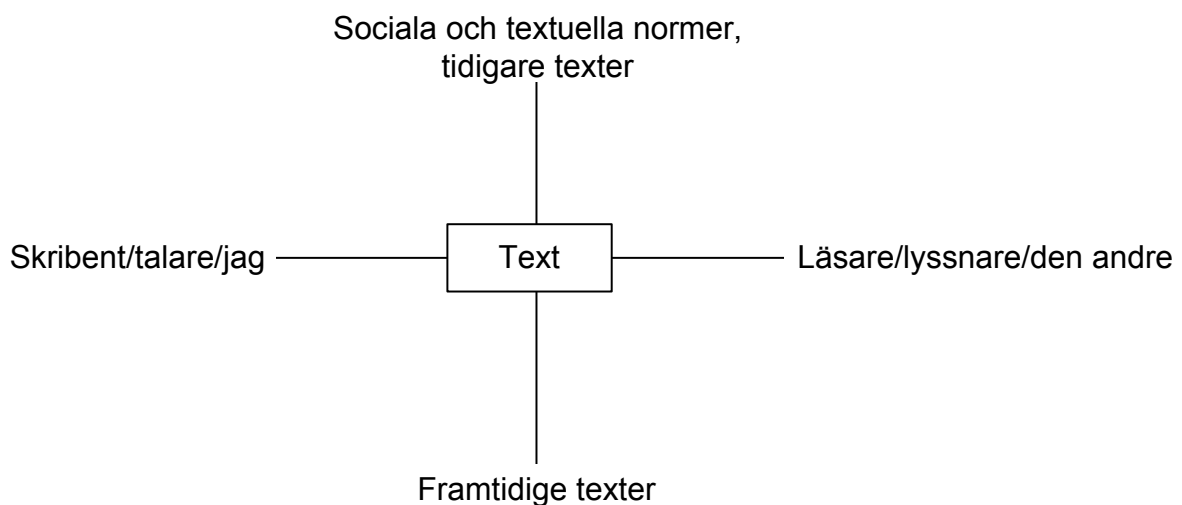 Sociala och textuella normer,
tidigare texter
Skribent/talare/jag
Text
Läsare/lyssnare/den andre
Framtidige texter